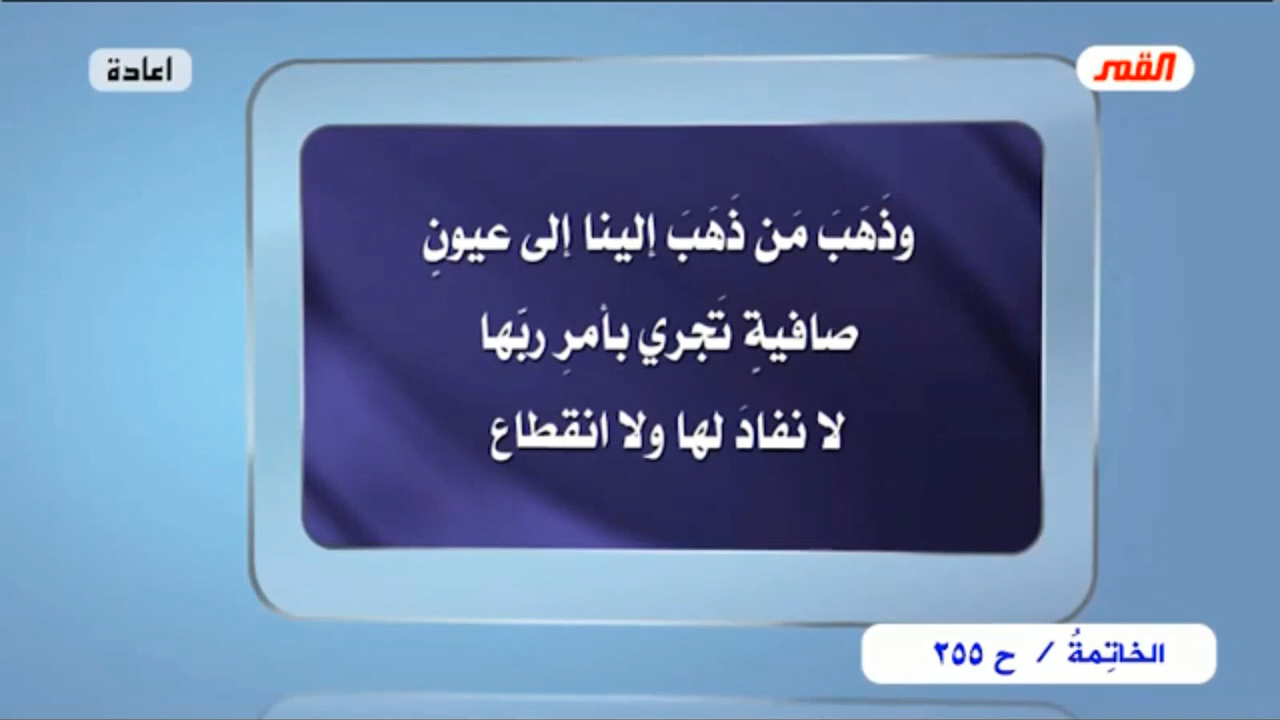 القمر
اعادة
وذَهَبَ مَن ذَهَبَ إلينا إلى عيونٍ
صافيةٍ تَجري بأمرِ ربَها
لا نفادَ لها ولا انقطاع
الخاتِمةُ / ح ٢٥٥